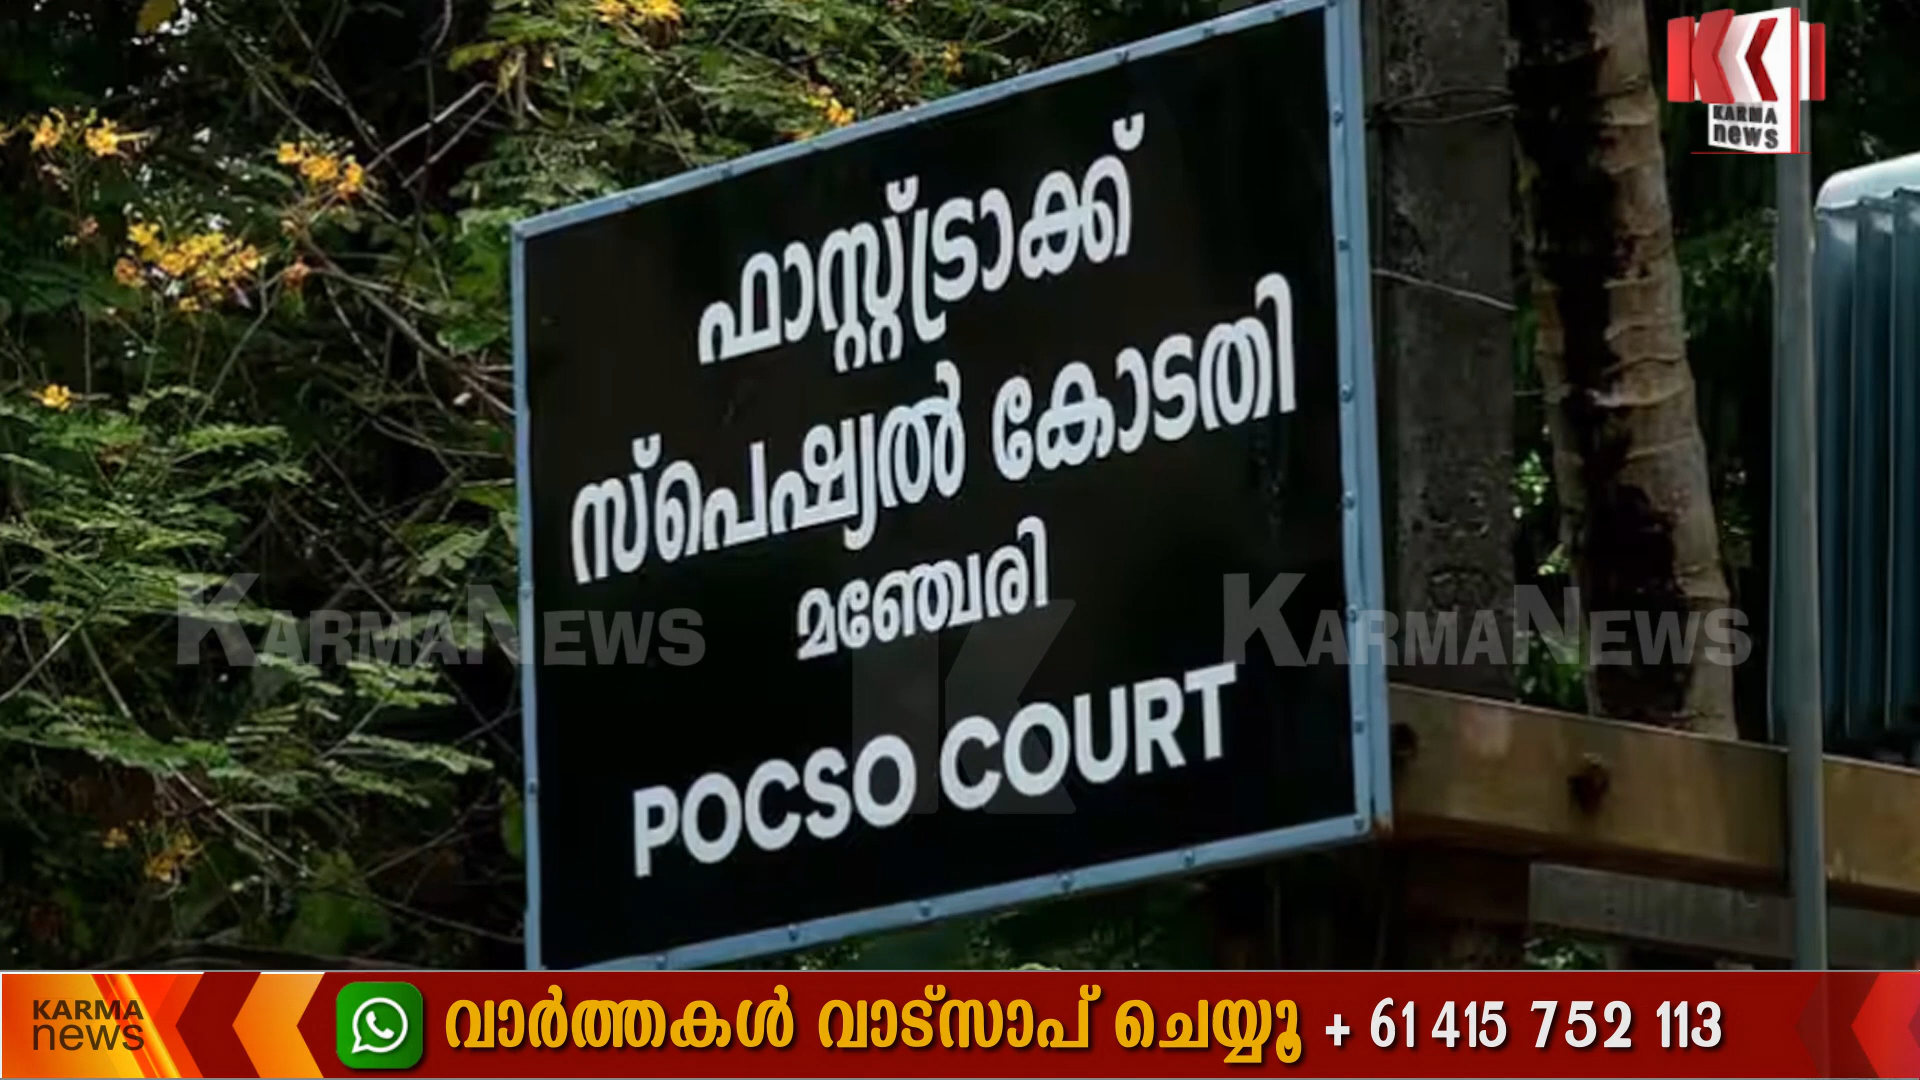 KARMA
news
ഫാസ്റ്റ്ട്രാക്ക്
സ്പെഷ്യൽ കോടതി
മഞ്ചേരി
POCSO COURT
KARMANEWS
KARMANEWS
KARMA
news
വാർത്തകൾ വാട്സാപ് ചെയ്യൂ + 61 415 752 113